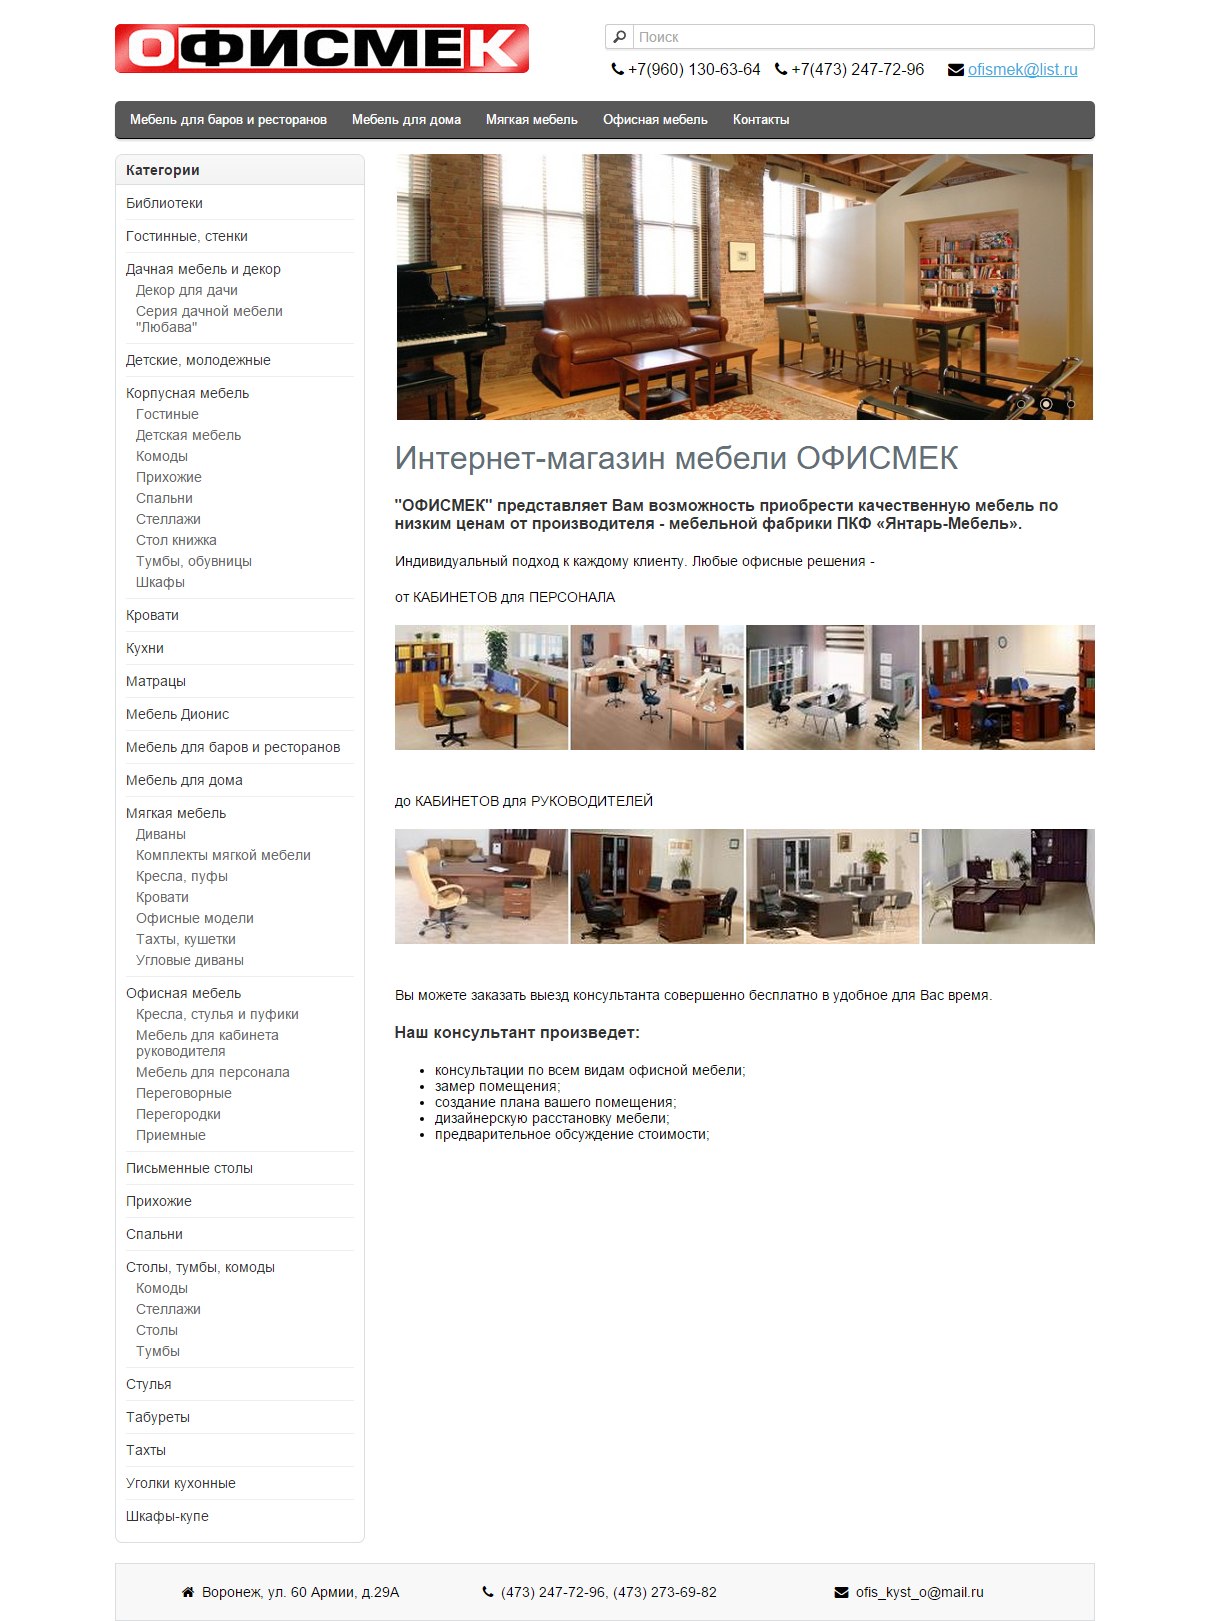 ОФИСМЕК
Поиск
+7(960) 130-63-64 +7(473) 247-72-96 ofismek@list.ru
Мебель для баров и ресторанов Мебель для дома Мягкая мебель Офисная мебель Контакты
Категории
Библиотеки
Гостинные, стенки
Дачная мебель и декор
Декор для дачи
Серия дачной мебели
"Любава"
Детские, молодежные
Корпусная мебель
Гостиные
Детская мебель
Комоды
Прихожие
Спальни
Стеллажи
Стол книжка
Тумбы, обувницы
Шкафы
Кровати
Кухни
Матрацы
Мебель Дионис
Мебель для баров и ресторанов
Мебель для дома
Мягкая мебель
Диваны
Комплекты мягкой мебели
Кресла, пуфы
Кровати
Офисные модели
Тахты, кушетки
Угловые диваны
Офисная мебель
Кресла, стулья и пуфики
Мебель для кабинета
руководителя
Мебель для персонала
Переговорные
Перегородки
Приемные
Письменные столы
Прихожие
Спальни
Столы, тумбы, комоды
Комоды
Стеллажи
Столы
Тумбы
Стулья
Табуреты
Тахты
Уголки кухонные
Шкафы-купе
Интернет-магазин мебели ОФИСМЕК
"ОФИСМЕК" представляет Вам возможность приобрести качественную мебель по
низким ценам от производителя - мебельной фабрики ПКФ «Янтарь-Мебель».
Индивидуальный подход к каждому клиенту. Любые офисные решения -
от КАБИНЕТОВ для ПЕРСОНАЛА
до КАБИНЕТОВ для РУКОВОДИТЕЛЕЙ
Вы можете заказать выезд консультанта совершенно бесплатно в удобное для Вас время.
Наш консультант произведет:
• консультации по всем видам офисной мебели;
• замер помещения;
• создание плана вашего помещения;
• дизайнерскую расстановку мебели;
• предварительное обсуждение стоимости;
Воронеж, ул. 60 Армии, д.29А (473) 247-72-96, (473) 273-69-82 ofis_kyst_o@mail.ru